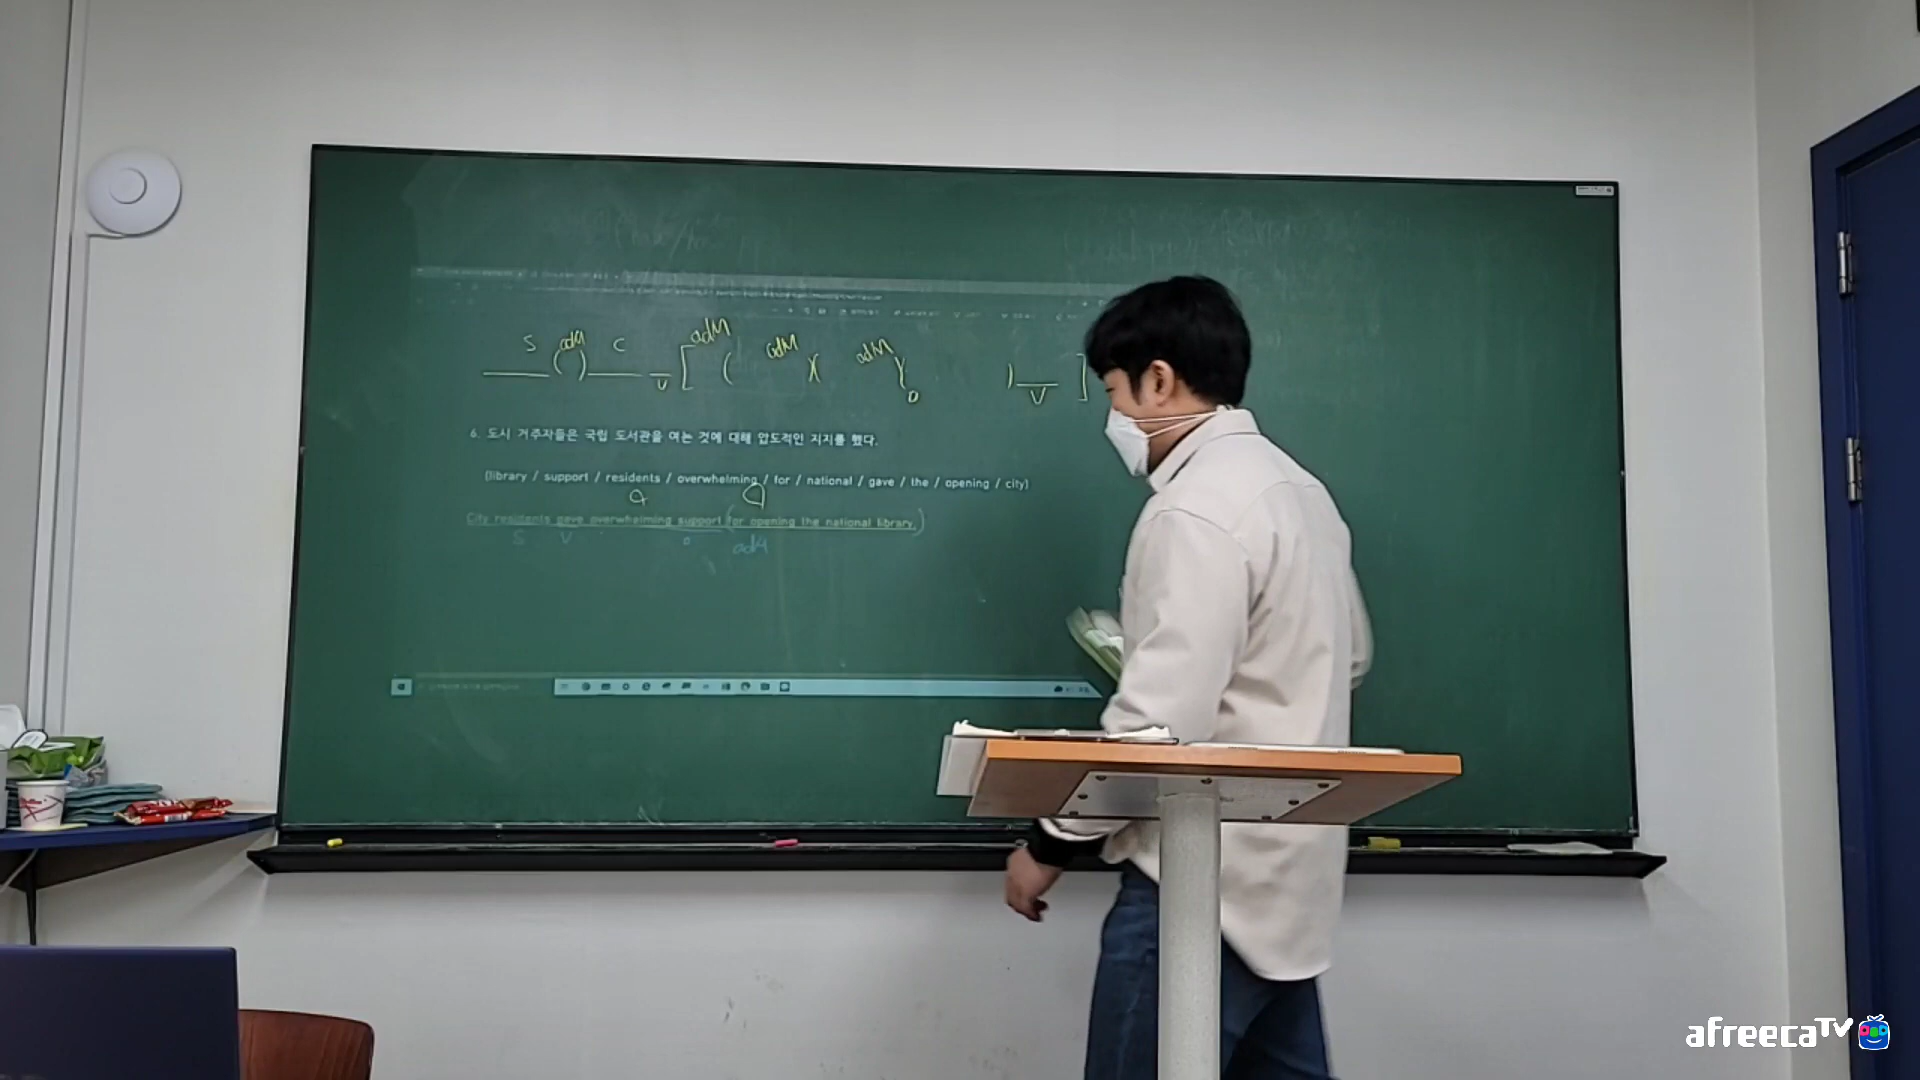 S adM C adM adM adM
V O V
6. 도시 거주자들은 국립 도서관을 여는 것에 대해 압도적인 지지를 했다.
(library / support / residents / overwhelming / for / national / gave / the / opening / city)
City residents gave overwhelming support (for opening the national library.)
S V O adM
afreecaTV